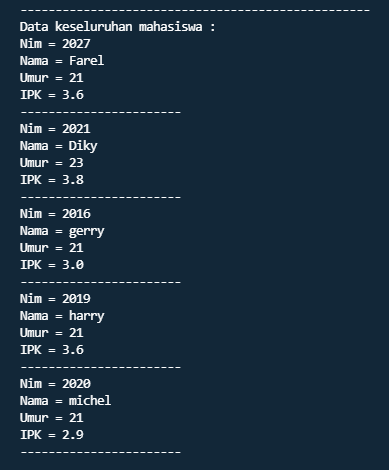 --------------------------------------------------
Data keseluruhan mahasiswa :
Nim = 2027
Nama = Farel
Umur = 21
IPK = 3.6
-----------------------
Nim = 2021
Nama = Diky
Umur = 23
IPK = 3.8
-----------------------
Nim = 2016
Nama = gerry
Umur = 21
IPK = 3.0
-----------------------
Nim = 2019
Nama = harry
Umur = 21
IPK = 3.6
-----------------------
Nim = 2020
Nama = michel
Umur = 21
IPK = 2.9
-----------------------